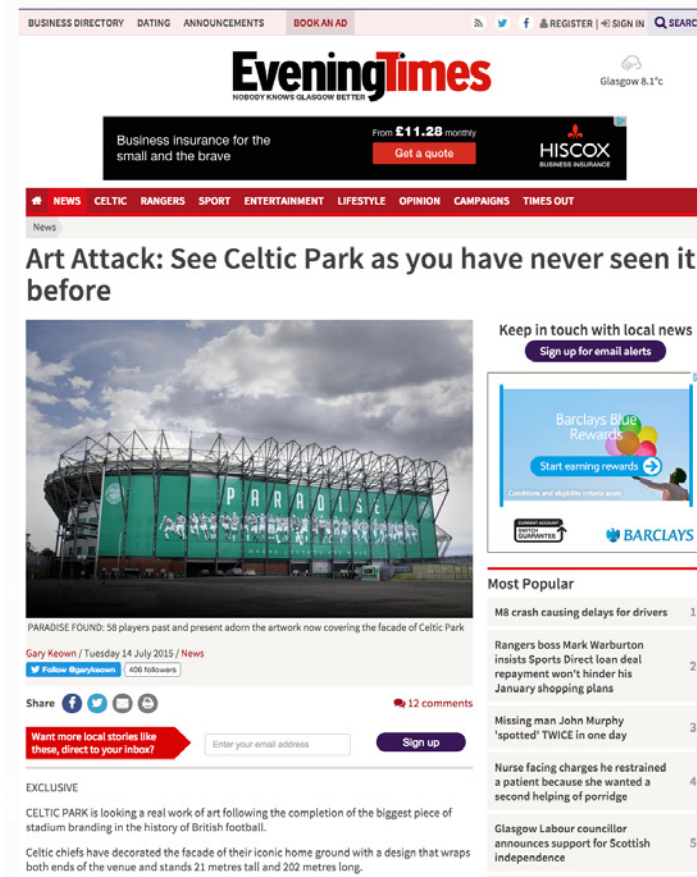 BUSINESS DIRECTORY DATING ANNOUNCEMENTS BOOK AN AD REGISTER | SIGN IN SEARC
EveningTimes
NOBODY KNOWS GLASGOW BETTER
Glasgow 8.1°c
Business insurance for the
small and the brave
From £11.28 monthly
Get a quote
HISCOX
BUSINESS INSURANCE
NEWS CELTIC RANGERS SPORT ENTERTAINMENT LIFESTYLE OPINION CAMPAIGNS TIMES OUT
News
Art Attack: See Celtic Park as you have never seen it
before
PARADISE
PARADISE FOUND: 58 players past and present adorn the artwork now covering the facade of Celtic Park
Gary Keown / Tuesday 14 July 2015 / News
Follow @garykeown 406 followers
Share
12 comments
Want more local stories like
these, direct to your inbox?
Enter your email address
Sign up
EXCLUSIVE
CELTIC PARK is looking a real work of art following the completion of the biggest piece of
stadium branding in the history of British football.
Celtic chiefs have decorated the facade of their iconic home ground with a design that wraps
both ends of the venue and stands 21 metres tall and 202 metres long.
Keep in touch with local news
Sign up for email alerts
Barclays Blue
Rewards
Start earning rewards
Conditions and eligibility criteria apply
CURRENT ACCOUNT
SWITCH
GUARANTEE
BARCLAYS
Most Popular
M8 crash causing delays for drivers 1
Rangers boss Mark Warburton
insists Sports Direct loan deal
repayment won't hinder his
January shopping plans
2
Missing man John Murphy
'spotted' TWICE in one day
3
Nurse facing charges he restrained
a patient because she wanted a
second helping of porridge
4
Glasgow Labour councillor
announces support for Scottish
independence
5